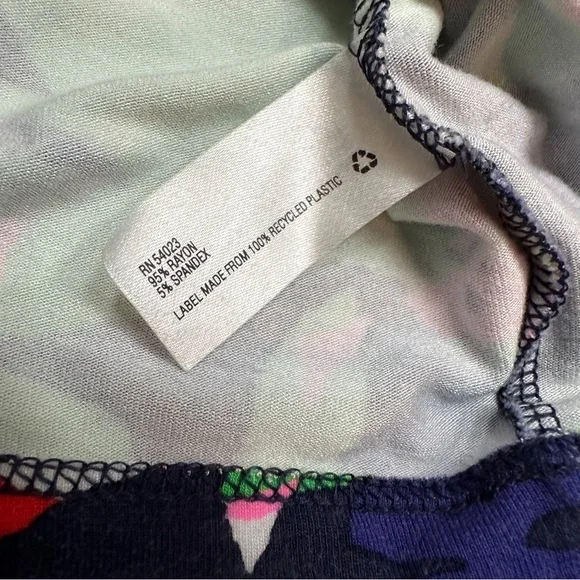 RN 54023
95% RAYON
5% SPANDEX
LABEL MADE FROM 100% RECYCLED PLASTIC